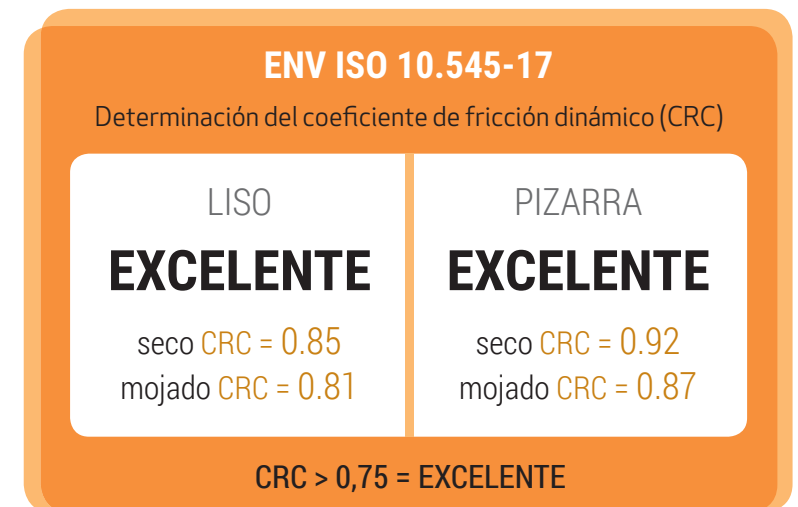 ENV ISO 10.545-17
Determinación del coeficiente de fricción dinámico (CRC)
LISO
EXCELENTE
seco CRC = 0.85
mojado CRC = 0.81
PIZARRA
EXCELENTE
seco CRC = 0.92
mojado CRC = 0.87
CRC > 0,75 = EXCELENTE